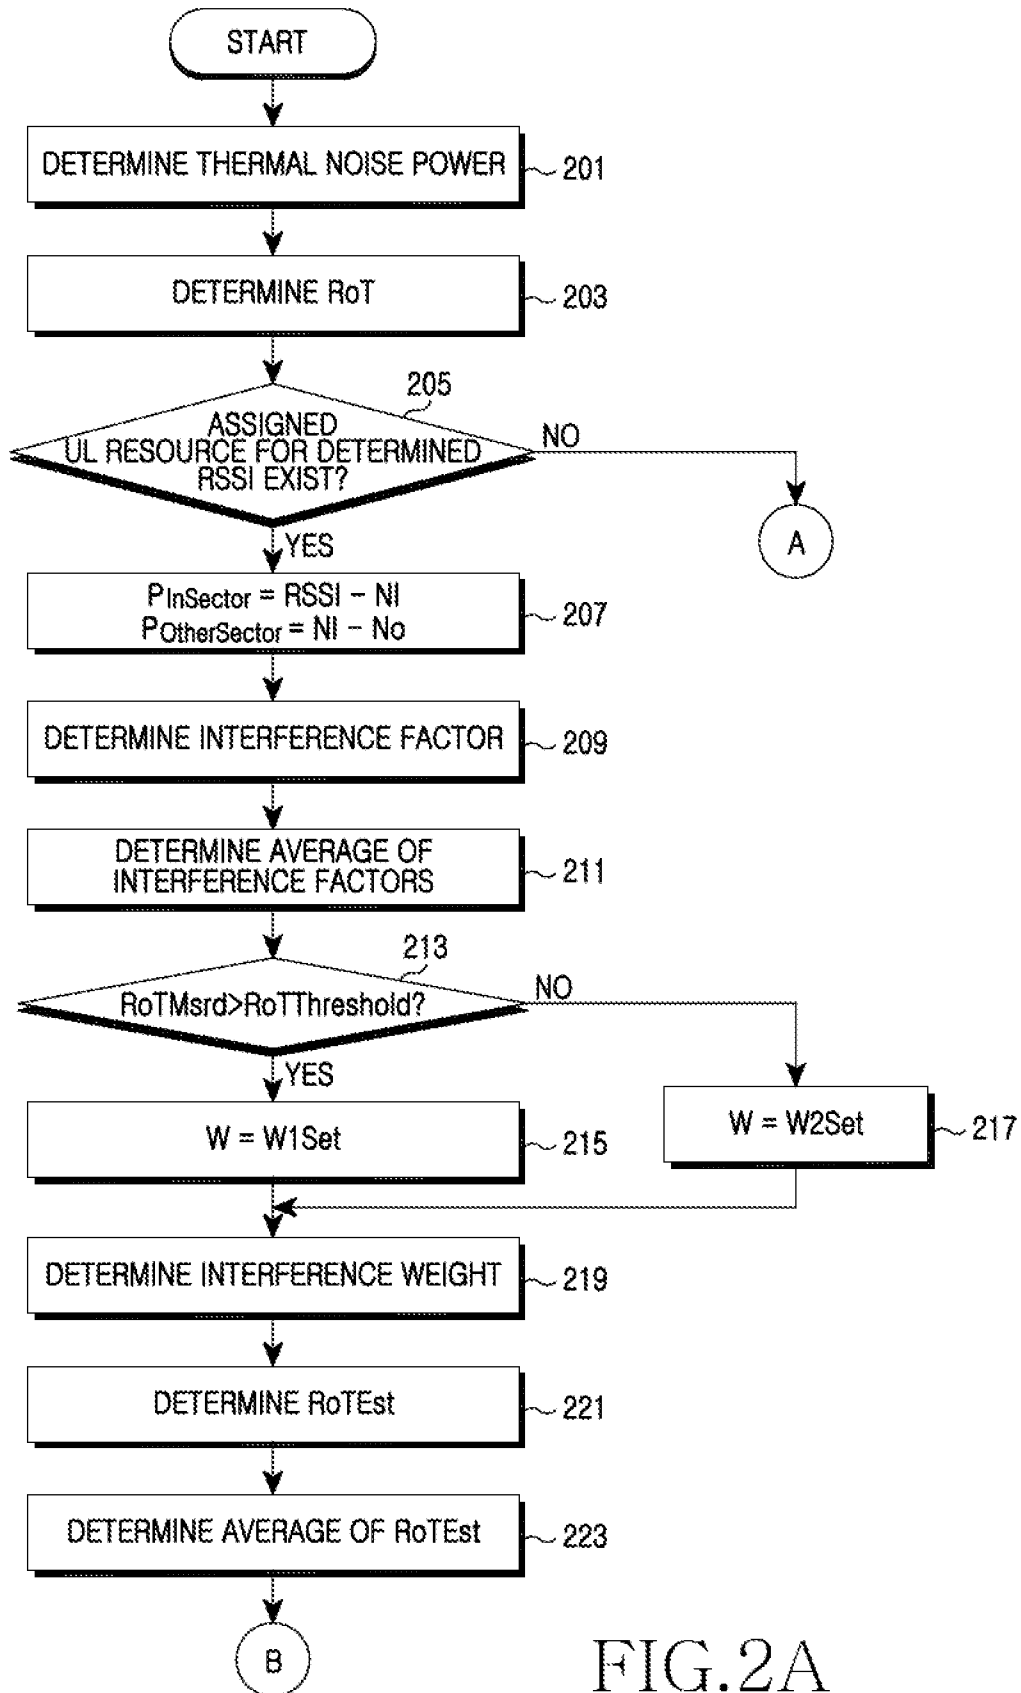 START
DETERMINE THERMAL NOISE POWER
201
DETERMINE RoT
203
205
ASSIGNED
UL RESOURCE FOR DETERMINED
RSSI EXIST?
NO
A
YES
PInSector = RSSI - NI
POtherSector = NI - No
207
DETERMINE INTERFERENCE FACTOR
209
DETERMINE AVERAGE OF
INTERFERENCE FACTORS
211
213
RoTMsrd>RoTThreshold?
NO
YES
W = W1Set
215
W = W2Set
217
DETERMINE INTERFERENCE WEIGHT
219
DETERMINE RoTEst
221
DETERMINE AVERAGE OF RoTEst
223
B
FIG.2A